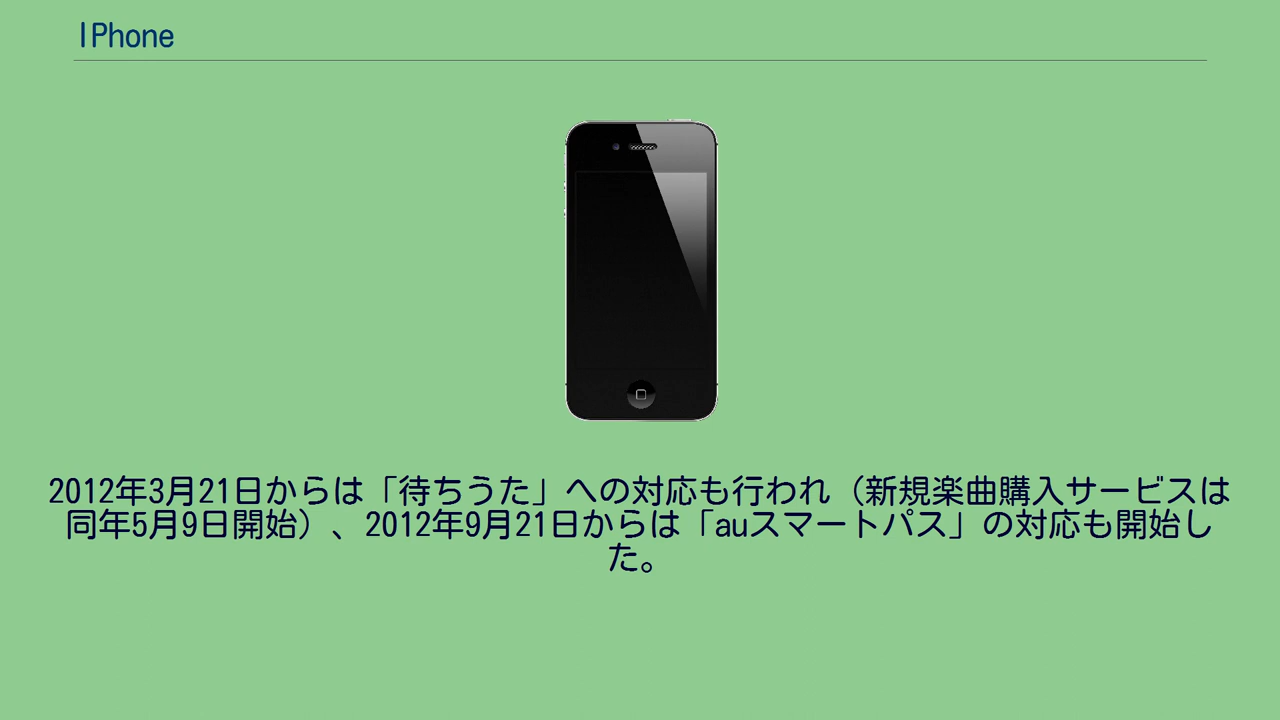 IPhone
2012年3月21日からは「待ちうた」への対応も行われ（新規楽曲購入サービスは
同年5月9日開始）、2012年9月21日からは「auスマートパス」の対応も開始し
た。